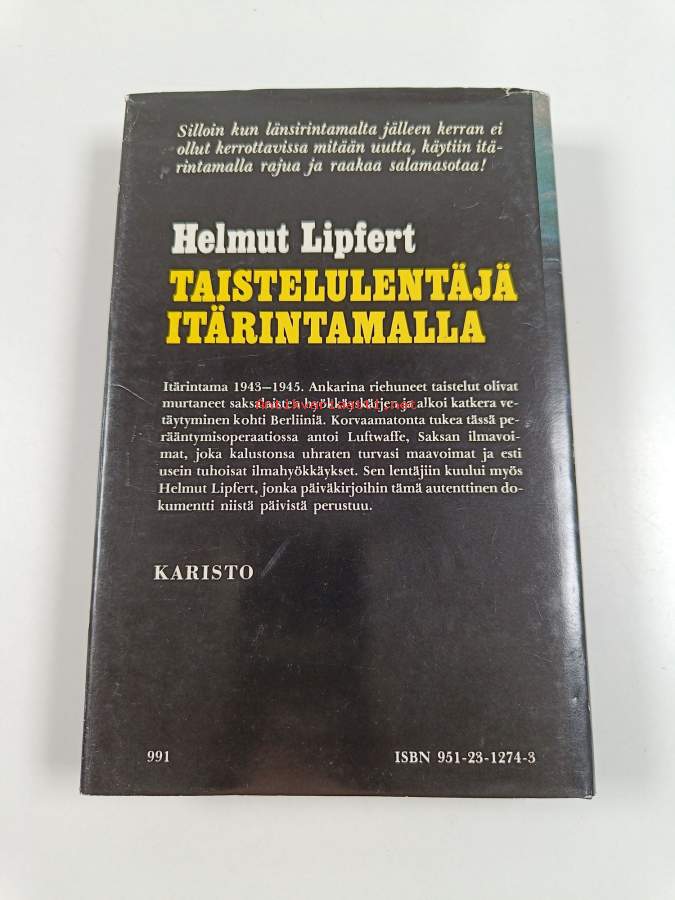 Silloin kun länsirintamalta jälleen kerran ei
ollut kerrottavissa mitään uutta, käytiin itä-
rintamalla rajua ja raakaa salamasotaa!
Helmut Lipfert
TAISTELULENTÄJÄ
ITÄRINTAMALLA
Itärintama 1943—1945. Ankarina riehuneet taistelut olivat
murtaneet saksalaisten hyökkäyskärjen ja alkoi katkera ve-
täytyminen kohti Berliiniä. Korvaamatonta tukea tässä pe-
rääntymisoperaatiossa antoi Luftwaffe, Saksan ilmavoi-
mat, joka kalustonsa uhraten turvasi maavoimat ja esti
usein tuhoisat ilmahyökkäykset. Sen lentäjiin kuului myös
Helmut Lipfert, jonka päiväkirjoihin tämä autenttinen do-
kumentti niistä päivistä perustuu.
KARISTO
991 ISBN 951-23-1274-3